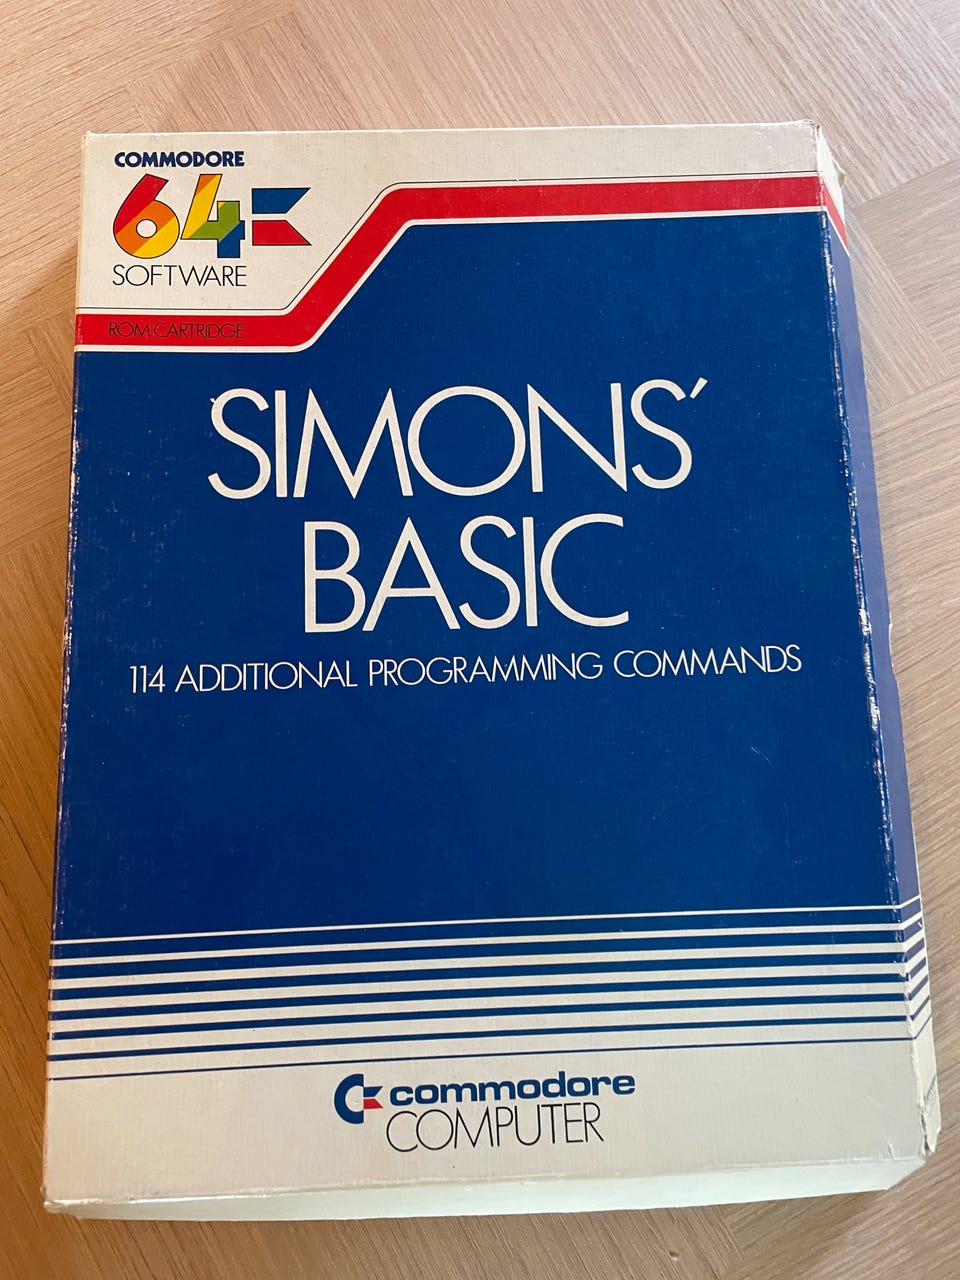 COMMODORE
64
SOFTWARE
ROM CARTRIDGE
SIMONS'
BASIC
114 ADDITIONAL PROGRAMMING COMMANDS
commodore
COMPUTER